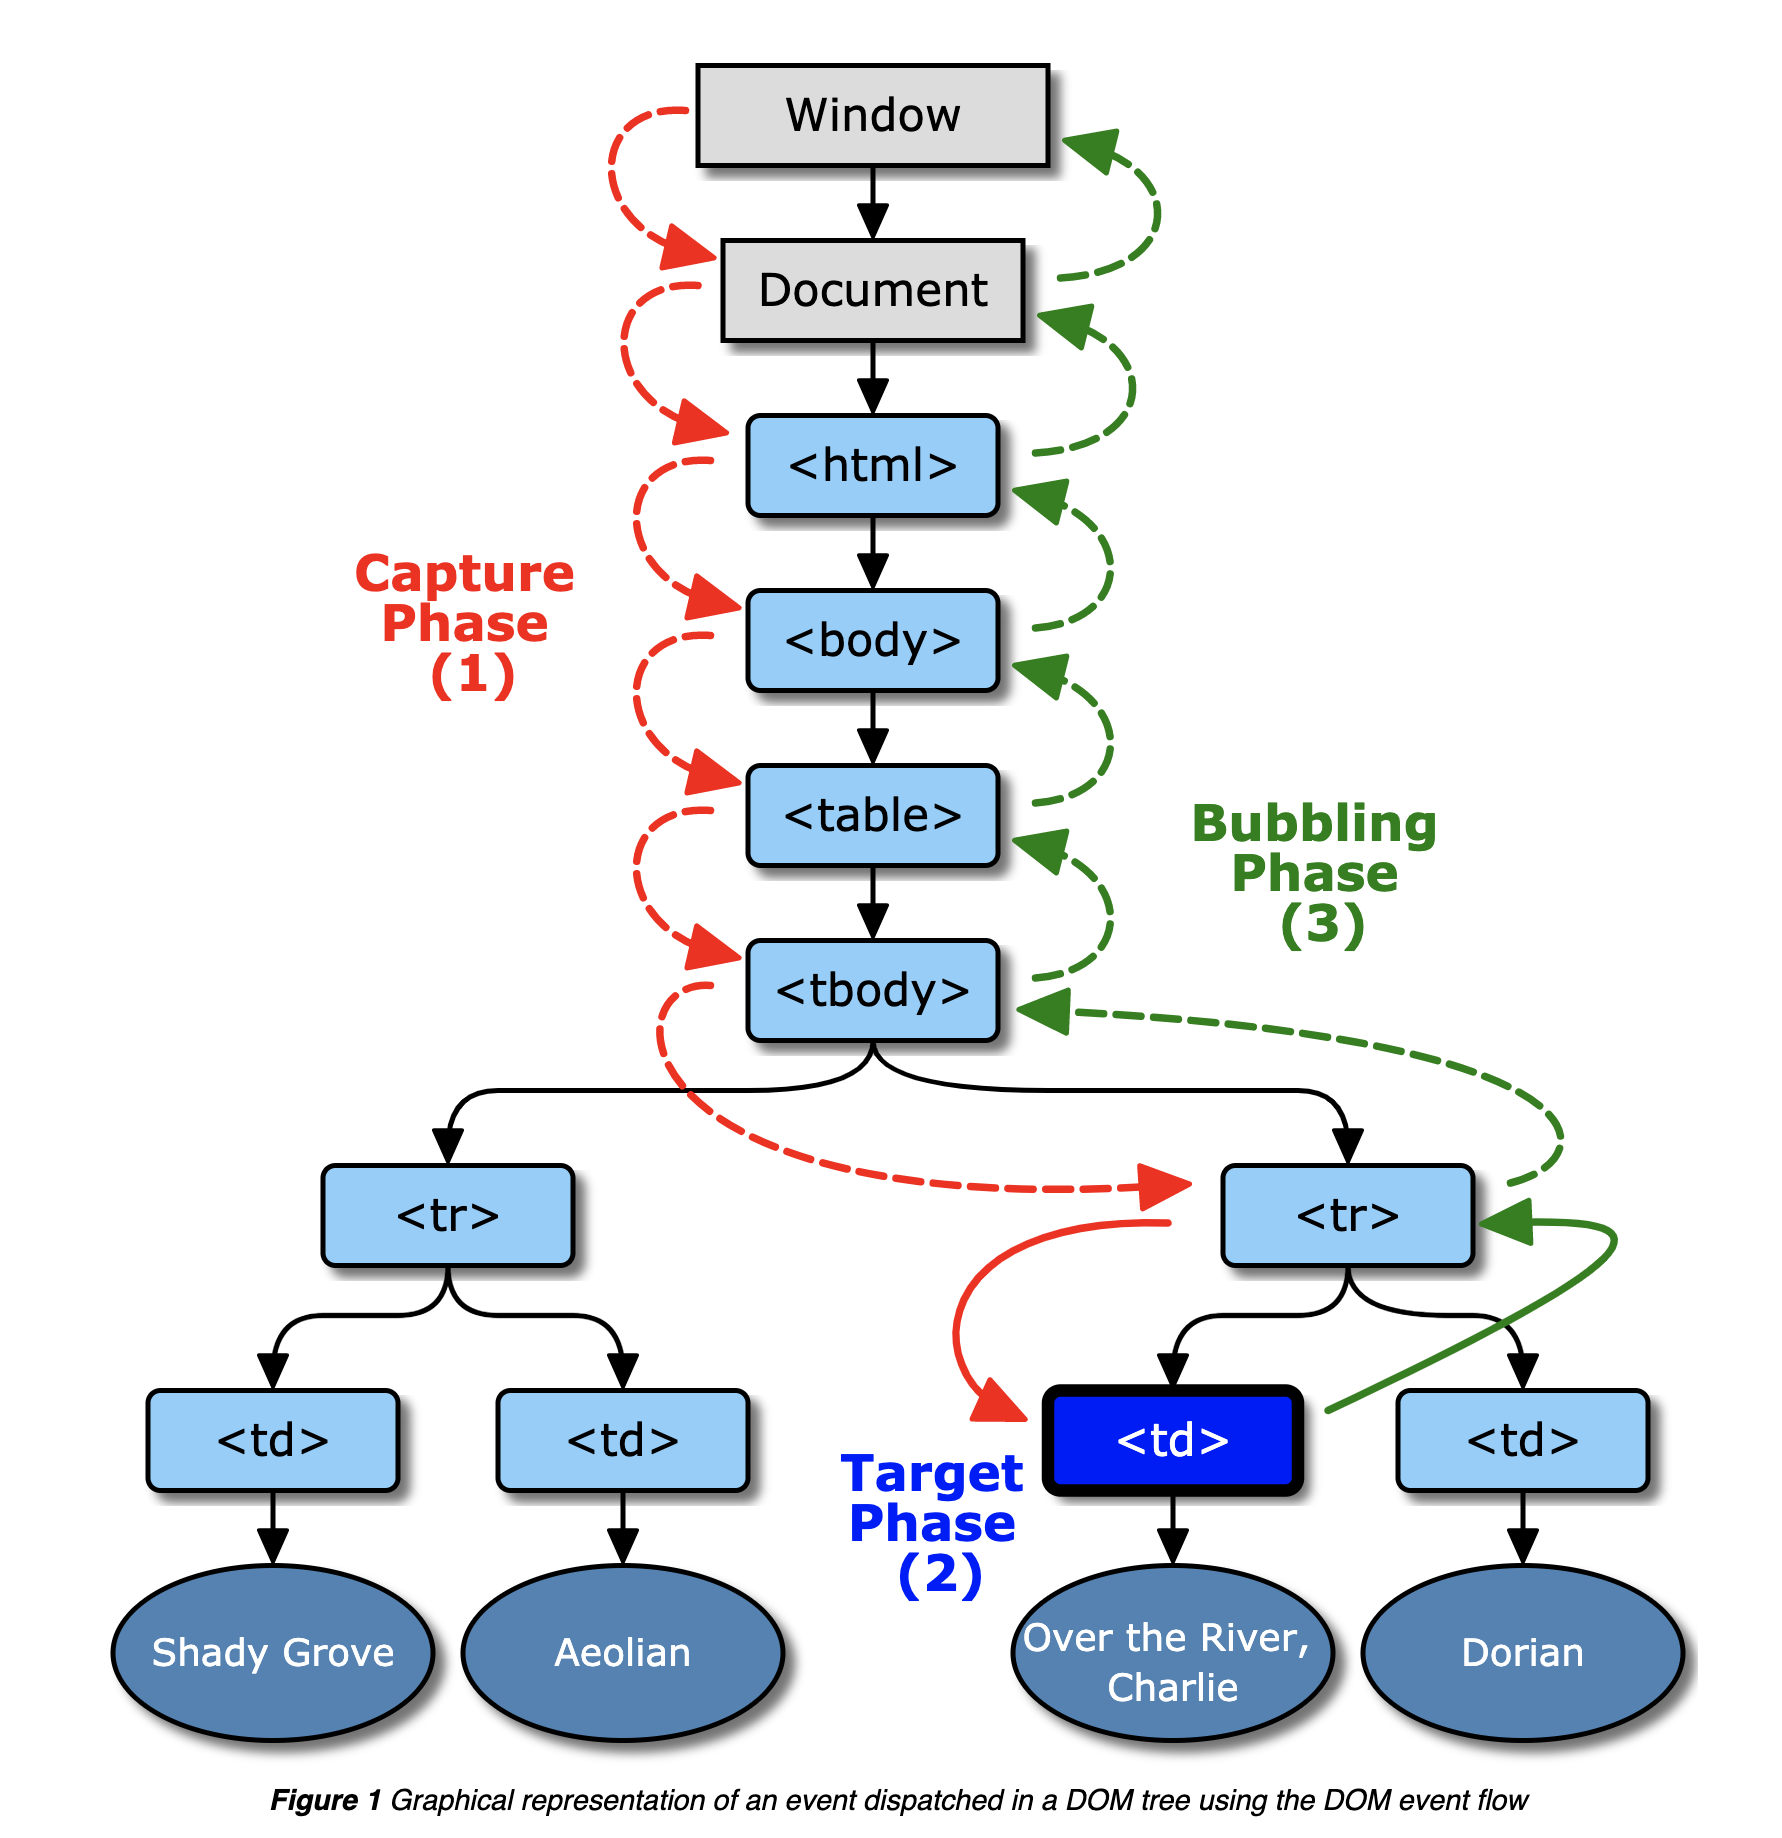 Window
Document
<html>
Capture
Phase
(1)
<body>
<table>
Bubbling
Phase
(3)
<tbody>
<tr>
<tr>
<td>
<td>
<td>
<td>
Target
Phase
(2)
Shady Grove
Aeolian
Over the River,
Charlie
Dorian
Figure 1 Graphical representation of an event dispatched in a DOM tree using the DOM event flow